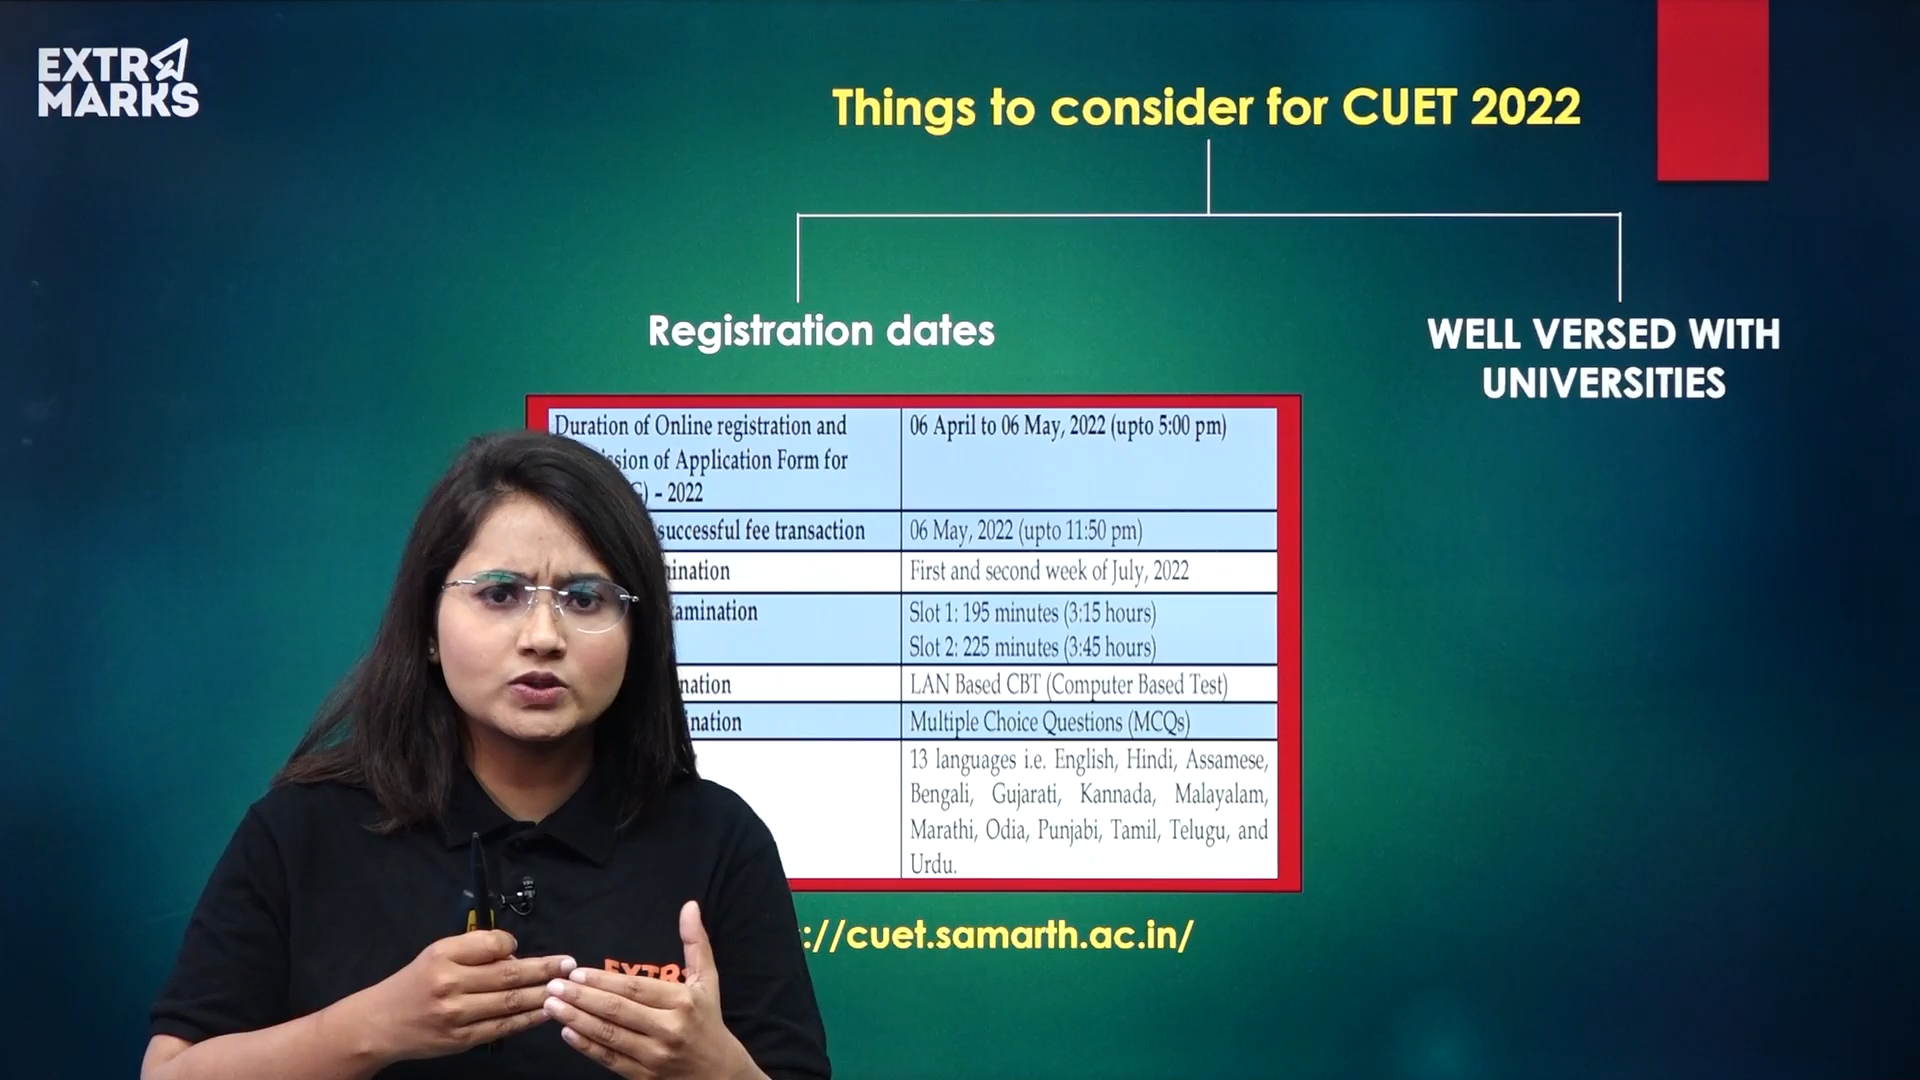 EXTRA
MARKS
Things to consider for CUET 2022
Registration dates
WELL VERSED WITH
UNIVERSITIES
Duration of Online registration and
of Application Form for
– 2022
06 April to 06 May, 2022 (upto 5:00 pm)
successful fee transaction
06 May, 2022 (upto 11:50 pm)
First and second week of July, 2022
Slot 1: 195 minutes (3:15 hours)
Slot 2: 225 minutes (3:45 hours)
LAN Based CBT (Computer Based Test)
Multiple Choice Questions (MCQs)
13 languages i.e. English, Hindi, Assamese,
Bengali, Gujarati, Kannada, Malayalam,
Marathi, Odia, Punjabi, Tamil, Telugu, and
Urdu.
://cuet.samarth.ac.in/